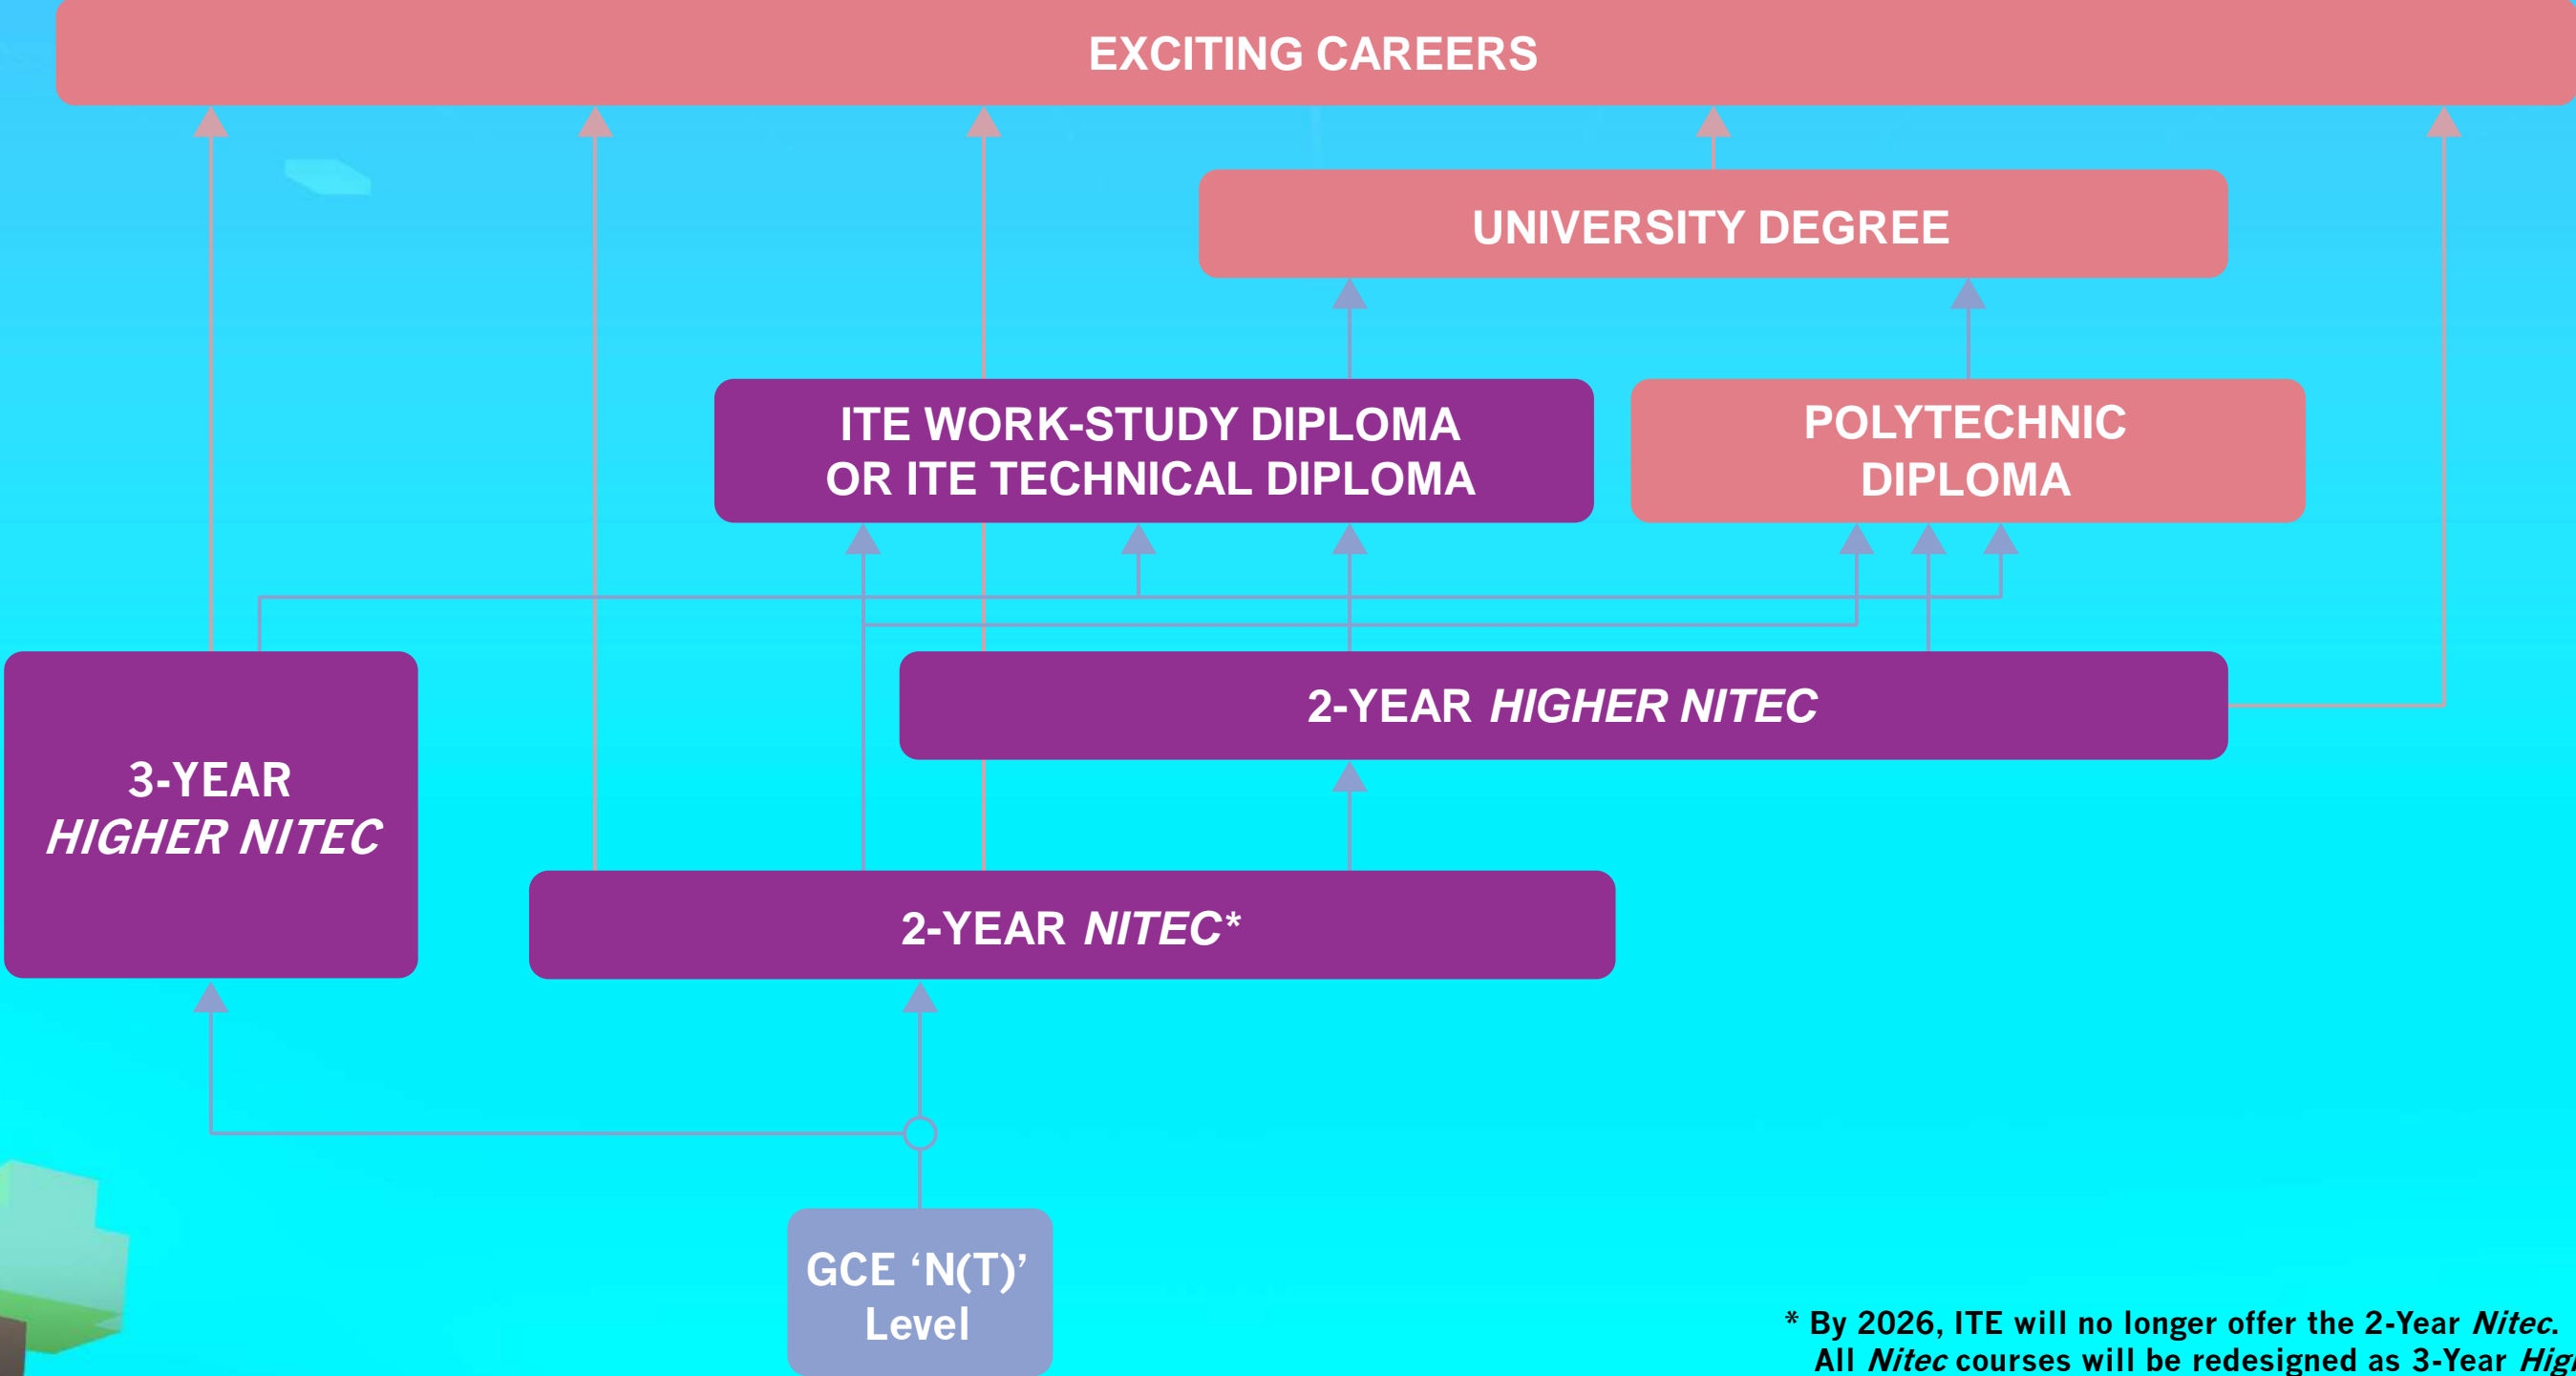 EXCITING CAREERS
UNIVERSITY DEGREE
ITE WORK-STUDY DIPLOMA
OR ITE TECHNICAL DIPLOMA
POLYTECHNIC
DIPLOMA
2-YEAR HIGHER NITEC
3-YEAR
HIGHER NITEC
2-YEAR NITEC*
GCE ‘N(T)’
Level
* By 2026, ITE will no longer offer the 2-Year Nitec.
All Nitec courses will be redesigned as 3-Year